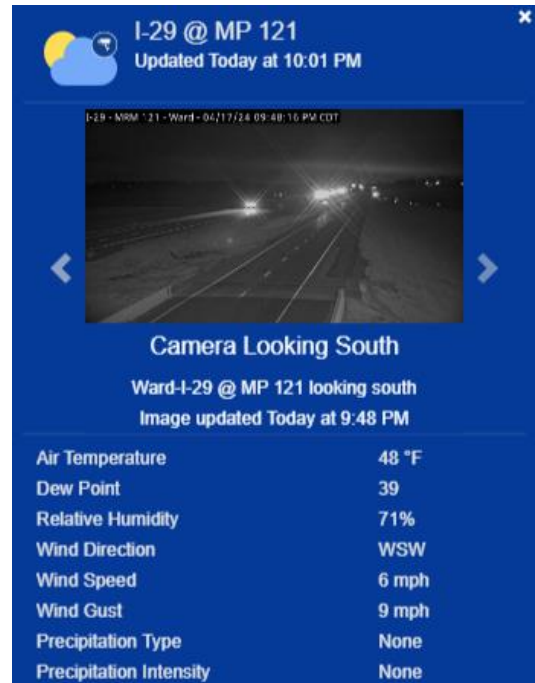 I-29 @ MP 121
Updated Today at 10:01 PM
I-29 - MRM 121 - Ward - 04/17/24 09:48:16 PM CDT
Camera Looking South
Ward-I-29 @ MP 121 looking south
Image updated Today at 9:48 PM
Air Temperature 48 °F
Dew Point 39
Relative Humidity 71%
Wind Direction WSW
Wind Speed 6 mph
Wind Gust 9 mph
Precipitation Type None
Precipitation Intensity None